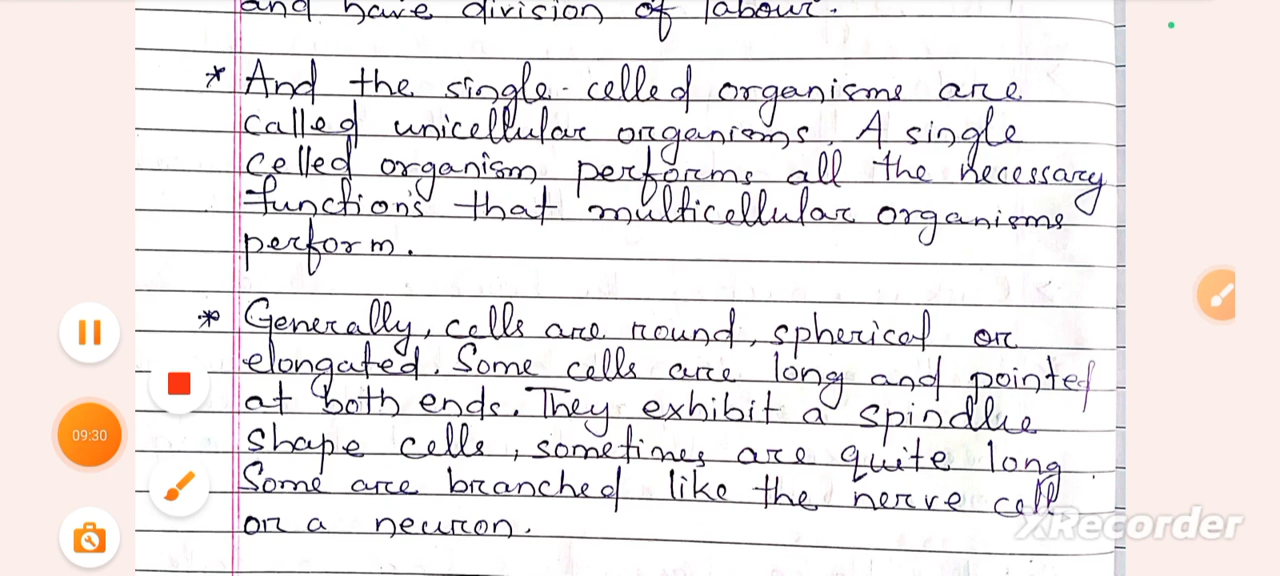 and have division of labour.
* And the single-celled organisms are
called unicellular organisms. A single
celled organism performs all the necessary
functions that multicellular organisms
perform.
* Generally, cells are round, spherical or
elongated. Some cells are long and pointed
at both ends. They exhibit a spindle
shape cells, sometimes are quite long
Some are branched like the nerve cell
or a neuron.
09:30
XRecorder